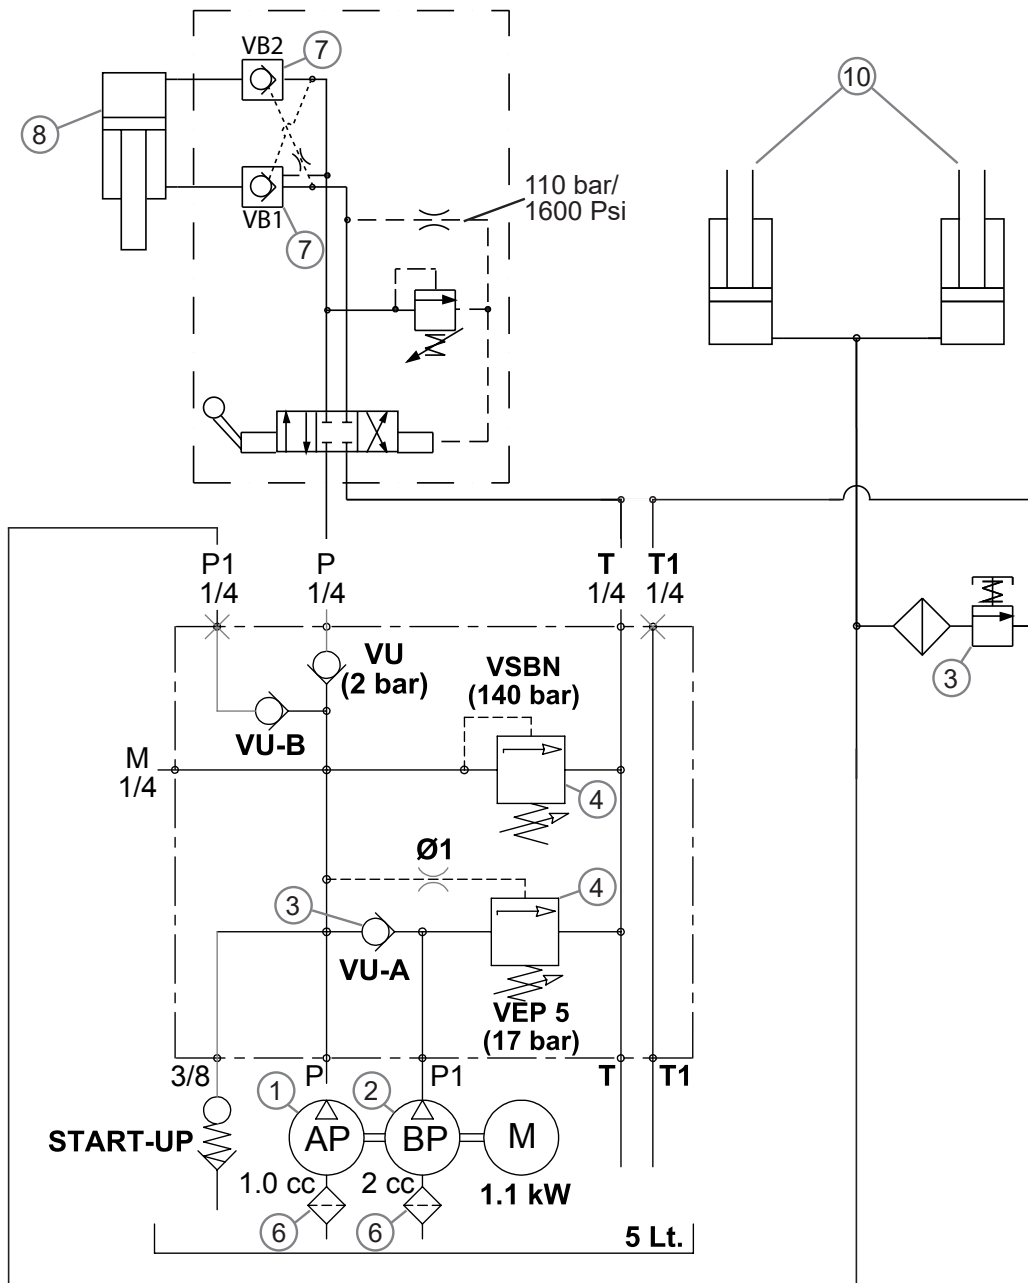 VB2
7
8
10
VB1
7
110 bar/
1600 Psi
P1
1/4
P
1/4
T
1/4
T1
1/4
VU
(2 bar)
VSBN
(140 bar)
3
VU-B
M
1/4
4
Ø1
4
3
VU-A
VEP 5
(17 bar)
3/8
P
P1
T
T1
1
2
START-UP
AP
BP
M
1.0 cc
2 cc
1.1 kW
6
6
5 Lt.